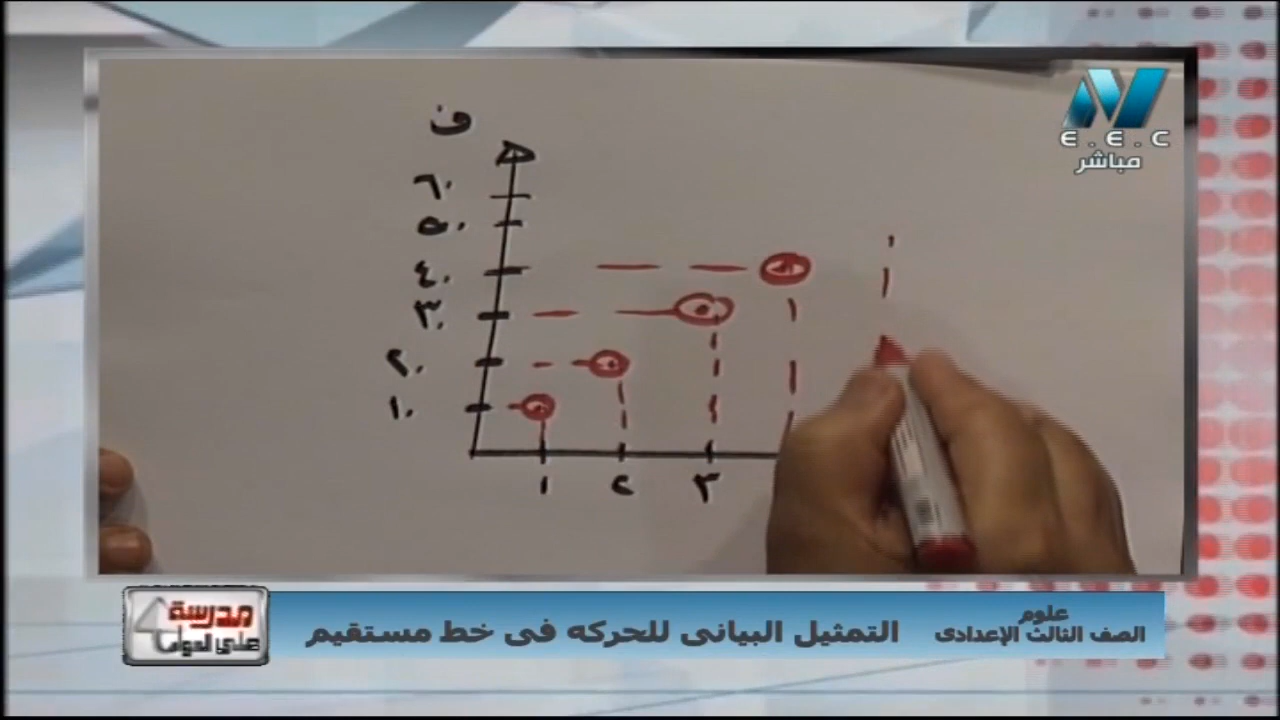 ف
٦٠
٥٠
٤٠
٣٠
٢٠
١٠
١ ٢ ٣
E.E.C
مباشر
علوم
الصف الثالث الإعدادى
التمثيل البيانى للحركه فى خط مستقيم
مدرسة
على الهواء